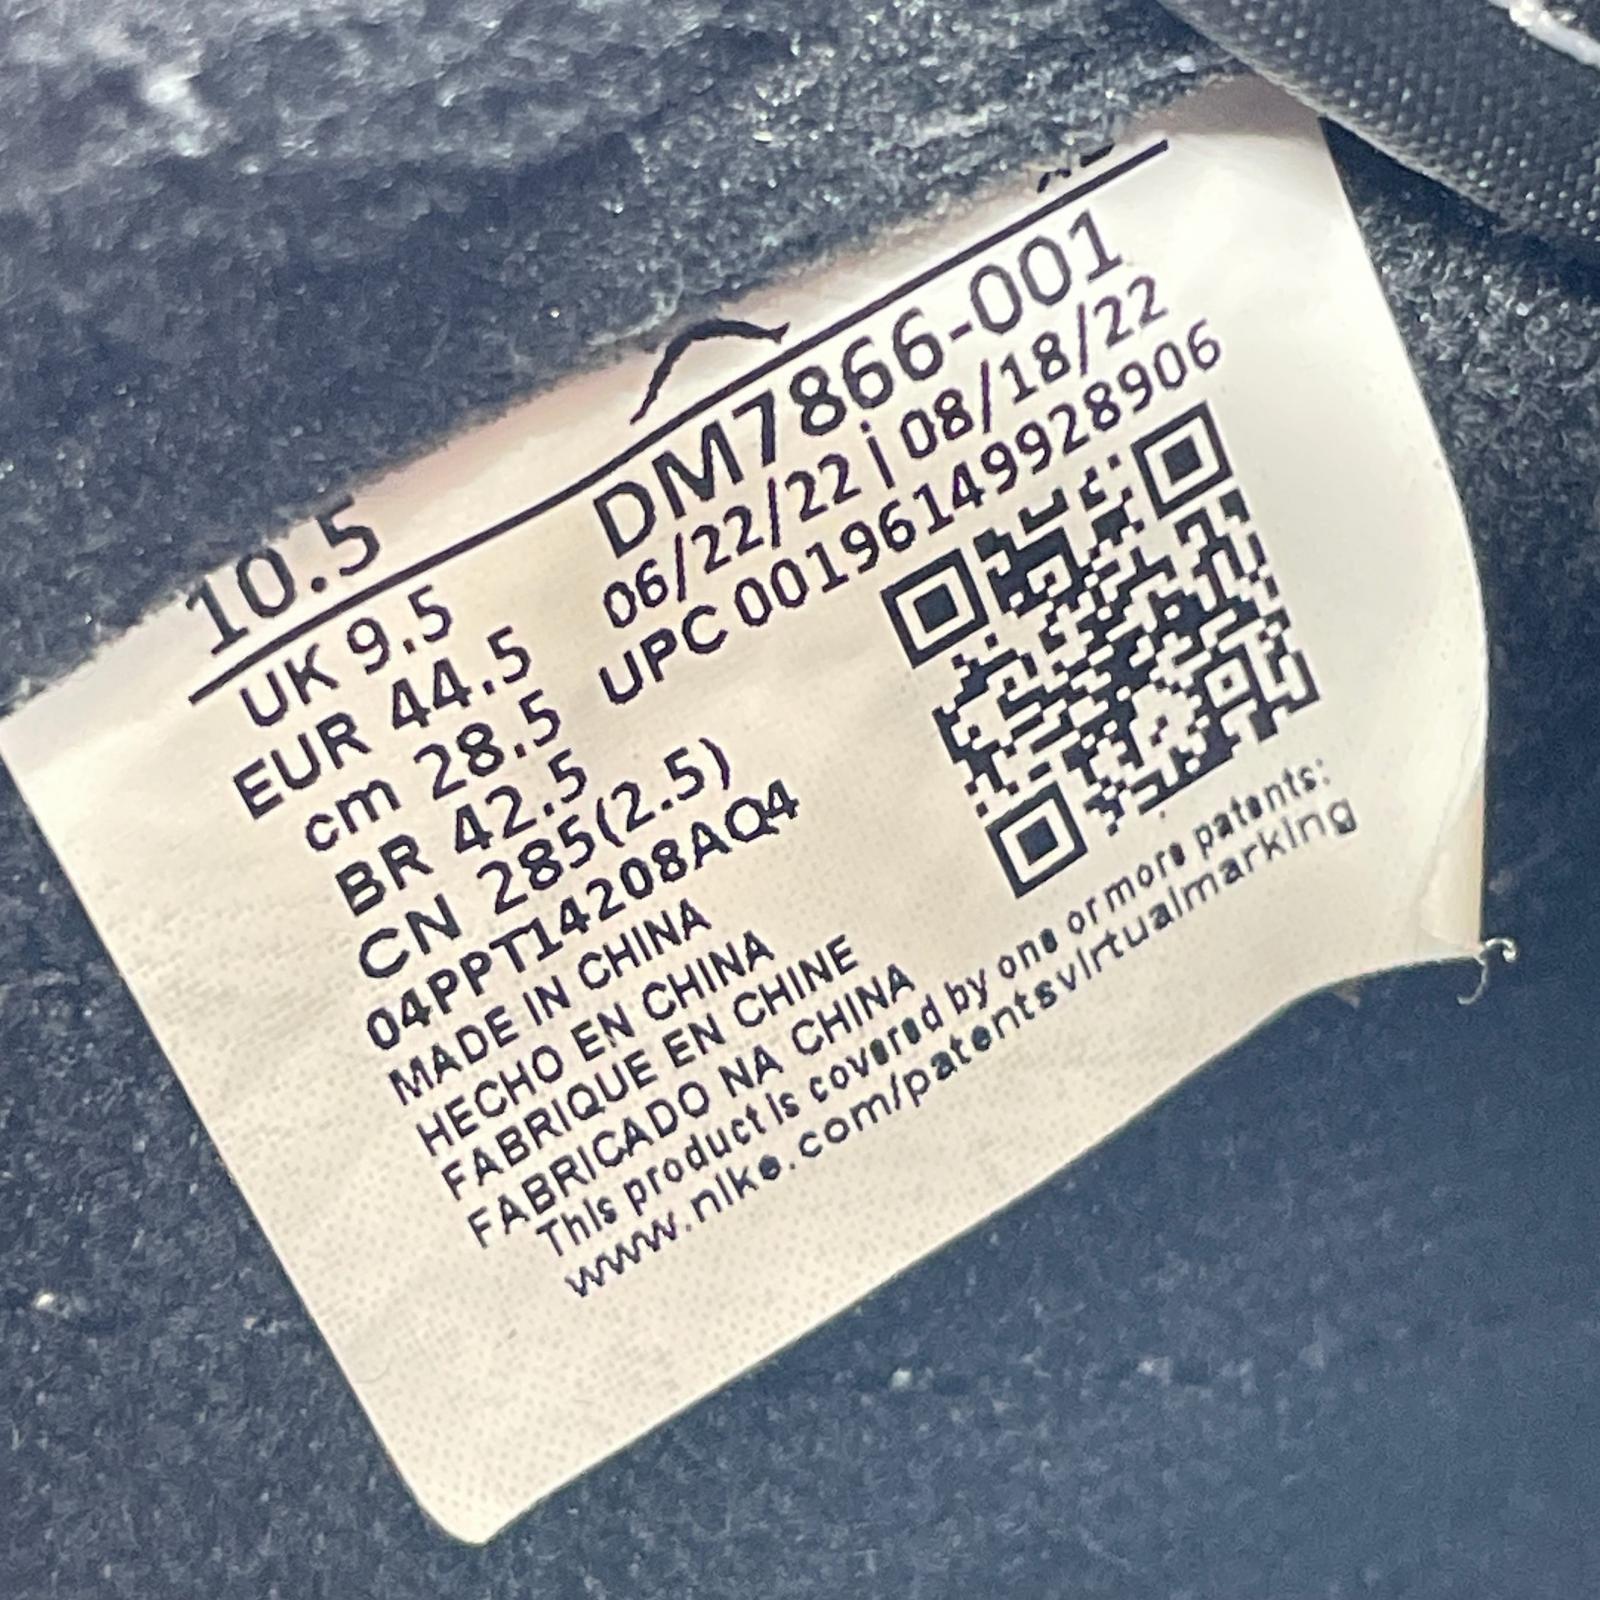 10.5
UK 9.5
EUR 44.5
cm 28.5
BR 42.5
CN 285(2.5)
04PPT14208AQ4
MADE IN CHINA
HECHO EN CHINA
FABRIQUE EN CHINE
FABRICADO NA CHINA
This product is covered by one or more patents:
www.nike.com/patentsvirtualmarking
DM7866-001
06/22/22 | 08/18/22
UPC 00196149928906